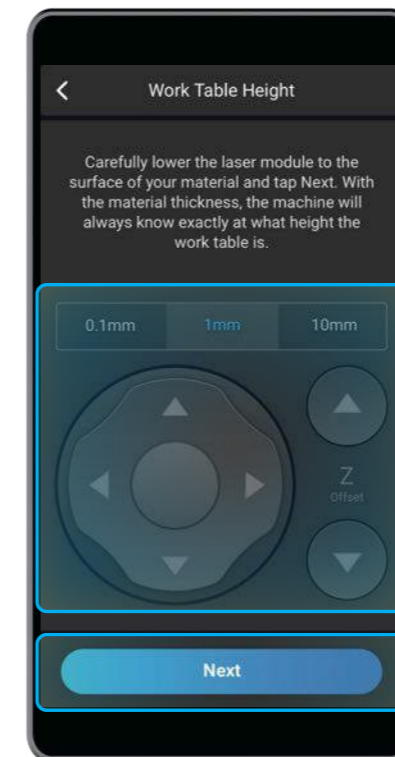 Work Table Height
Carefully lower the laser module to the
surface of your material and tap Next. With
the material thickness, the machine will
always know exactly at what height the
work table is.
0.1mm 1mm 10mm
Z
Offset
Next